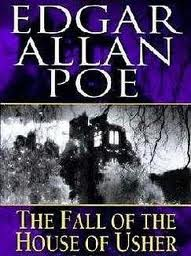 EDGAR
ALLAN
POE
THE FALL OF THE
HOUSE OF USHER